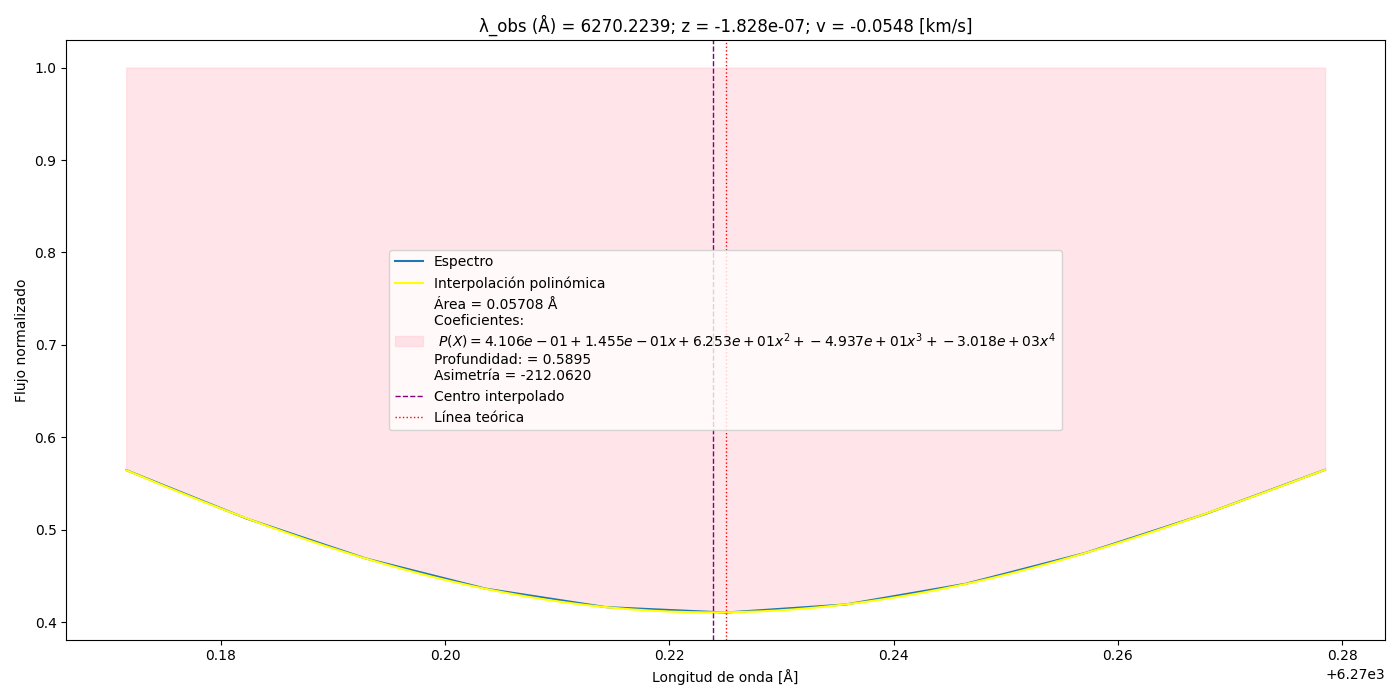 λ_obs (Å) = 6270.2239; z = -1.828e-07; v = -0.0548 [km/s]
Flujo normalizado
1.0
0.9
0.8
0.7
0.6
0.5
0.4
Espectro
Interpolación polinómica
Área = 0.05708 Å
Coeficientes:
P(X) = 4.106e − 01 + 1.455e − 01x + 6.253e + 01x² + − 4.937e + 01x³ + − 3.018e + 03x⁴
Profundidad: = 0.5895
Asimetría = -212.0620
Centro interpolado
Línea teórica
0.18 0.20 0.22 0.24 0.26 0.28
+6.27e3
Longitud de onda [Å]